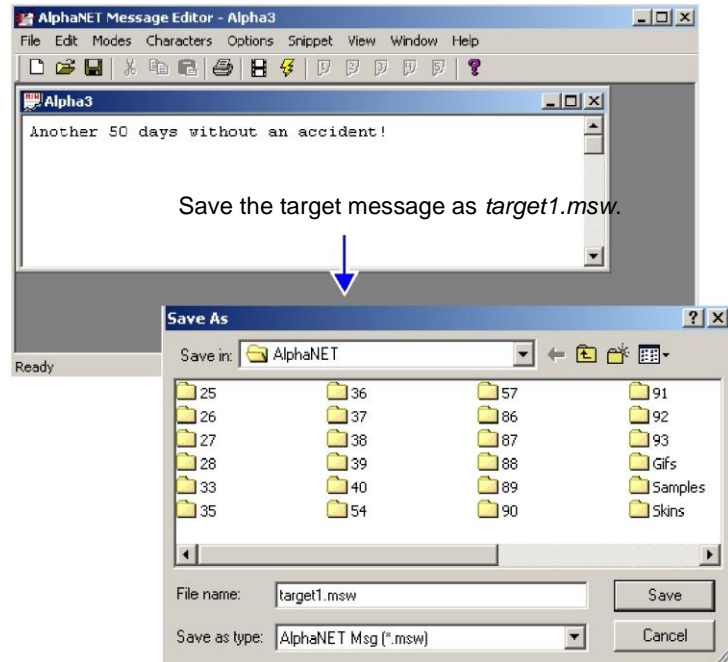 AlphaNET Message Editor - Alpha3
File Edit Modes Characters Options Snippet View Window Help
Alpha3
Another 50 days without an accident!
Save the target message as target1.msw.
Ready
Save As
Save in: AlphaNET
25 36 57 91
26 37 86 92
27 38 87 93
28 39 88 Gifs
33 40 89 Samples
35 54 90 Skins
File name: target1.msw Save
Save as type: AlphaNET Msg (*.msw) Cancel